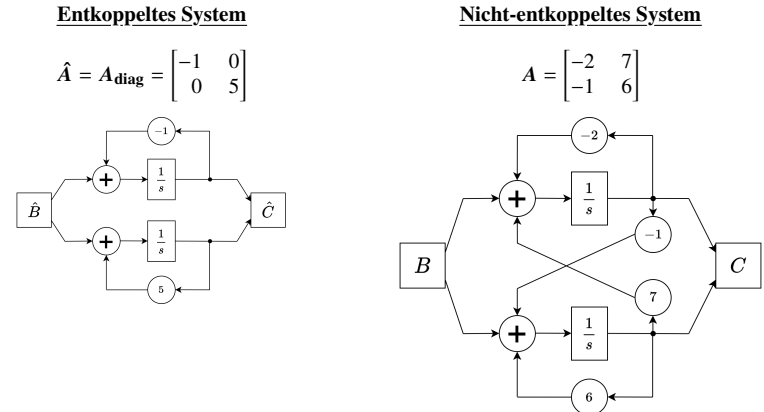 Entkoppeltes System
Â = A_diag = [−1 0; 0 5]
−1
+
1/s
B̂
Ĉ
+
1/s
5
Nicht-entkoppeltes System
A = [−2 7; −1 6]
−2
+
1/s
−1
B
C
7
+
1/s
6